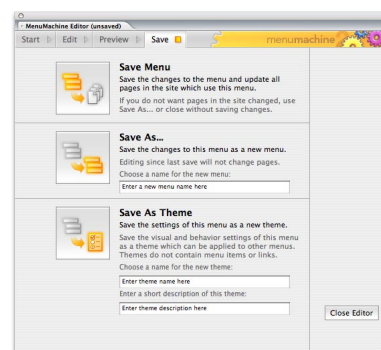 MenuMachine Editor (unsaved)
Start Edit Preview Save menumachine
Save Menu
Save the changes to the menu and update all
pages in the site which use this menu.
If you do not want pages in the site changed, use
Save As... or close without saving changes.
Save As...
Save the changes to this menu as a new menu.
Editing since last save will not change pages.
Choose a name for the new menu:
Enter a new menu name here
Save As Theme
Save the settings of this menu as a new theme.
Save the visual and behavior settings of this menu
as a theme which can be applied to other menus.
Themes do not contain menu items or links.
Choose a name for the new theme:
Enter theme name here
Enter a short description of this theme:
Enter theme description here
Close Editor